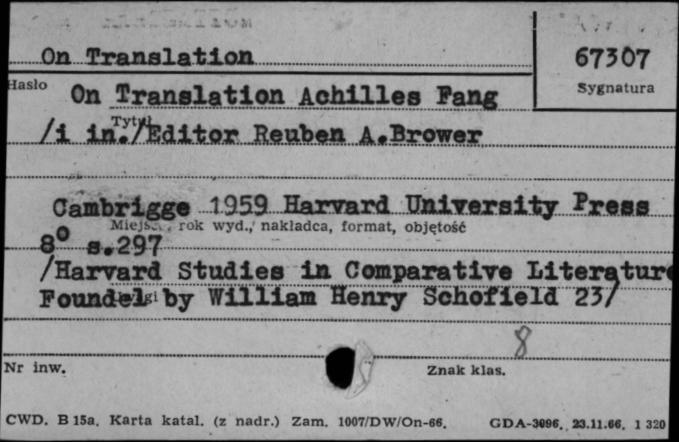 On Translation
67307
Hasło
Sygnatura
On Translation Achilles Fang
Tytuł
/i in./Editor Reuben A.Brower
Cambrigge 1959 Harvard University Press
rok wyd., nakładca, format, objętość
8° s.297
/Harvard Studies in Comparative Literature
Foundel by William Henry Schofield 23/
8
Nr inw.
Znak klas.
CWD. B 15a. Karta katal. (z nadr.) Zam. 1007/DW/On-66. GDA-3096. 23.11.66. 1 320